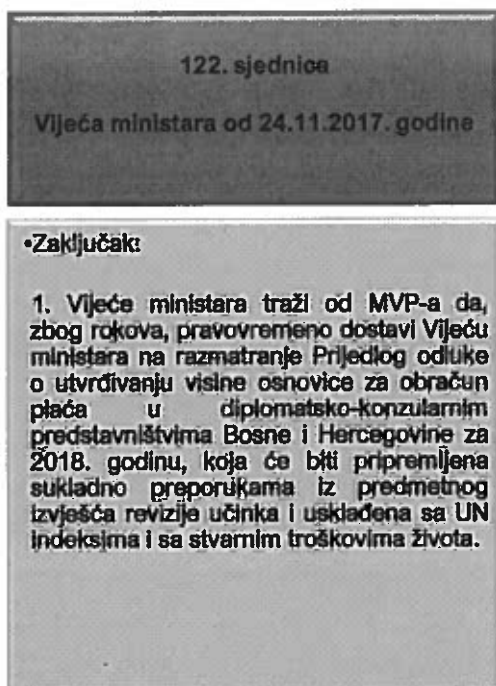 122. sjednica
Vijeća ministara od 24.11.2017. godine
•Zaključak:
1. Vijeće ministara traži od MVP-a da,
zbog rokova, pravovremeno dostavi Vijeću
ministara na razmatranje Prijedlog odluke
o utvrđivanju visine osnovice za obračun
plaća u diplomatsko-konzularnim
predstavništvima Bosne i Hercegovine za
2018. godinu, koja će biti pripremljena
sukladno preporukama iz predmetnog
izvješća revizije učinka i usklađena sa UN
indeksima i sa stvarnim troškovima života.